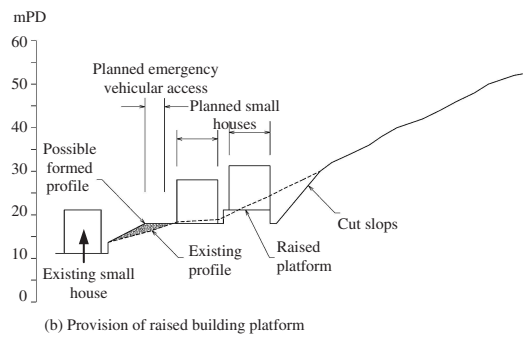 mPD
60
50
40
30
20
10
0
Planned emergency
vehicular access
Planned small
houses
Possible
formed
profile
Existing small
house
Existing
profile
Raised
platform
Cut slops
(b) Provision of raised building platform